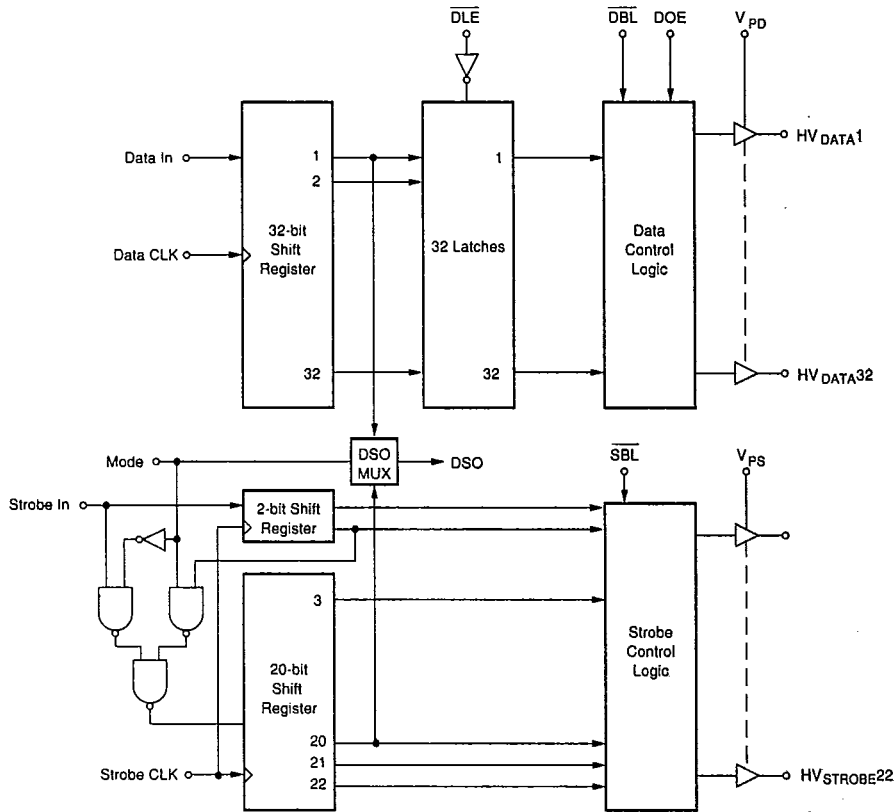 DLE
DBL
DOE
VPD
Data In
Data CLK
32-bit
Shift
Register
1
2
32
32 Latches
1
32
Data
Control
Logic
HVDATA1
HVDATA32
Mode
DSO
MUX
DSO
SBL
VPS
Strobe In
2-bit Shift
Register
3
20-bit
Shift
Register
20
21
22
Strobe
Control
Logic
Strobe CLK
HVSTROBE22